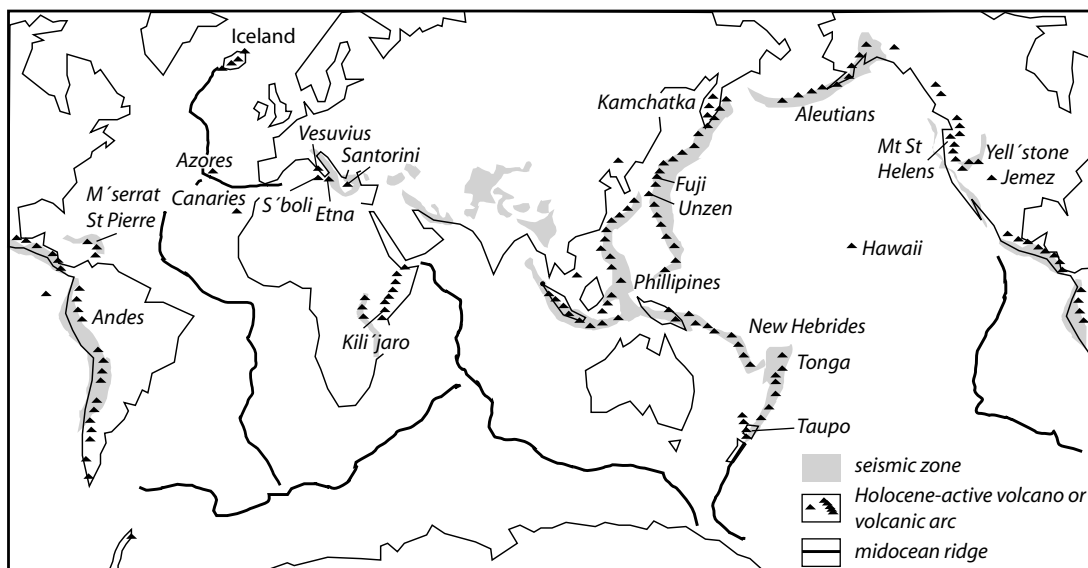 Iceland
Kamchatka
Aleutians
Vesuvius
Santorini
Mt St
Helens
Yell´stone
Jemez
Azores
M´serrat
St Pierre
Canaries
S´boli
Etna
Fuji
Unzen
Hawaii
Phillipines
Andes
Kili´jaro
New Hebrides
Tonga
Taupo
seismic zone
Holocene-active volcano or
volcanic arc
midocean ridge